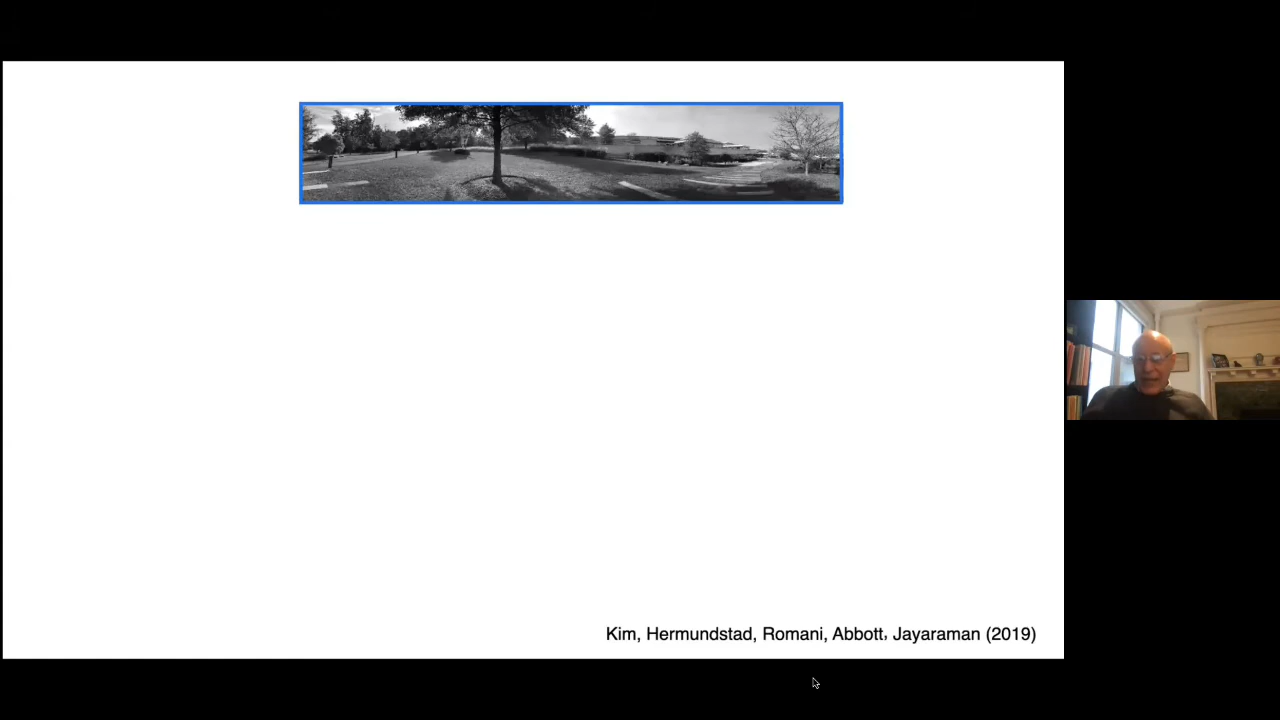 Kim, Hermundstad, Romani, Abbott, Jayaraman (2019)